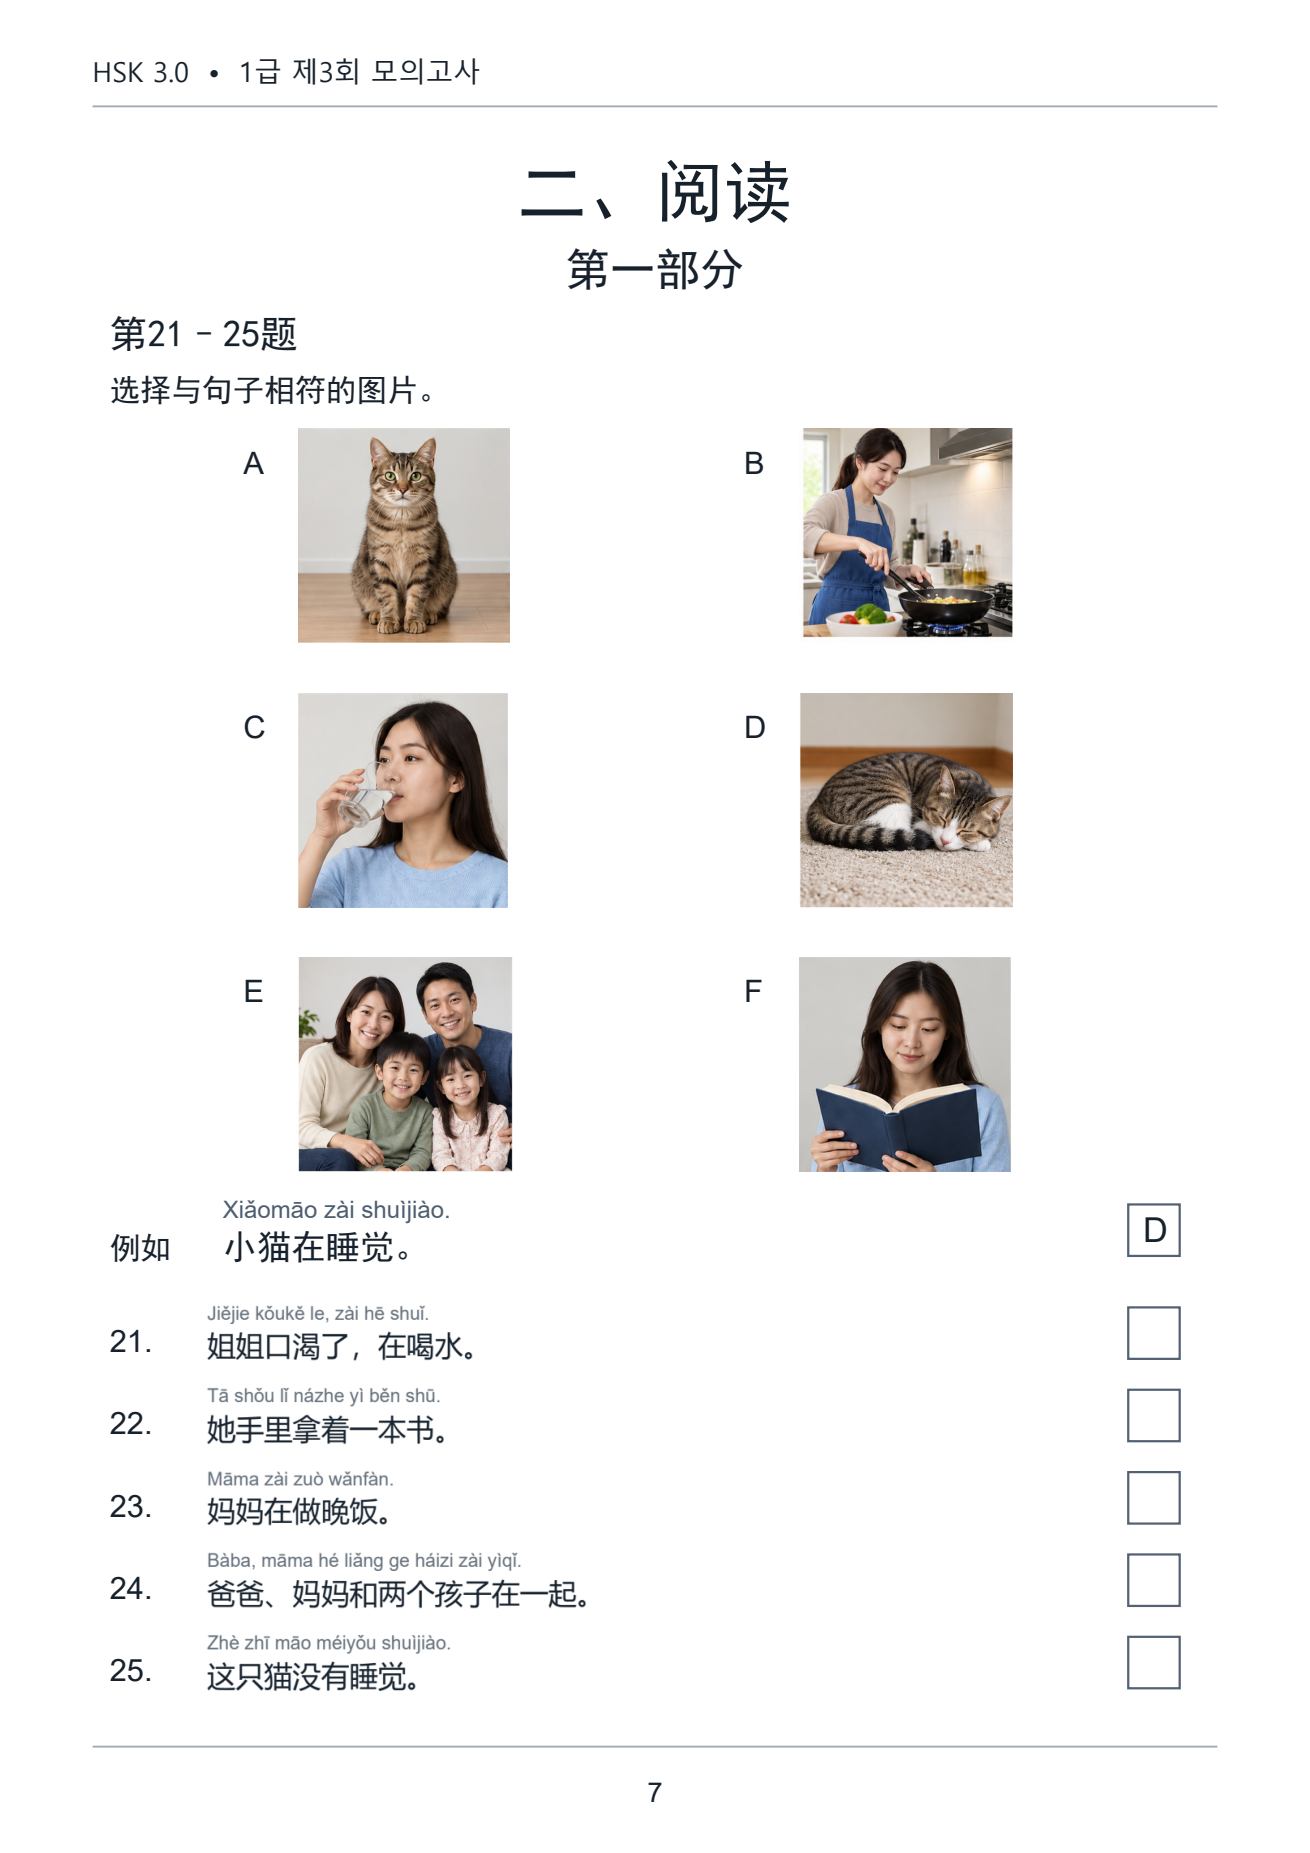 HSK 3.0 • 1급 제3회 모의고사
二、阅读
第一部分
第21－25题
选择与句子相符的图片。
A
B
C
D
E
F
Xiǎomāo zài shuìjiào.
例如 小猫在睡觉。 D
Jiějie kǒukě le, zài hē shuǐ.
21. 姐姐口渴了，在喝水。
Tā shǒu lǐ názhe yì běn shū.
22. 她手里拿着一本书。
Māma zài zuò wǎnfàn.
23. 妈妈在做晚饭。
Bàba, māma hé liǎng ge háizi zài yìqǐ.
24. 爸爸、妈妈和两个孩子在一起。
Zhè zhī māo méiyǒu shuìjiào.
25. 这只猫没有睡觉。
7